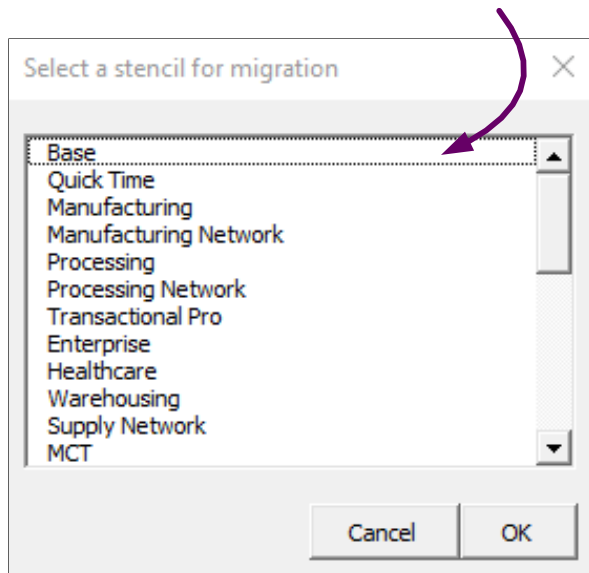 Select a stencil for migration
Base
Quick Time
Manufacturing
Manufacturing Network
Processing
Processing Network
Transactional Pro
Enterprise
Healthcare
Warehousing
Supply Network
MCT
Cancel
OK